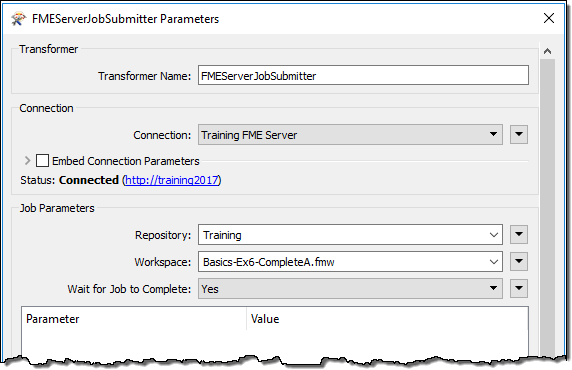 FMEServerJobSubmitter Parameters
Transformer
Transformer Name: FMEServerJobSubmitter
Connection
Connection: Training FME Server
Embed Connection Parameters
Status: Connected (http://training2017)
Job Parameters
Repository: Training
Workspace: Basics-Ex6-CompleteA.fmw
Wait for Job to Complete: Yes
Parameter Value